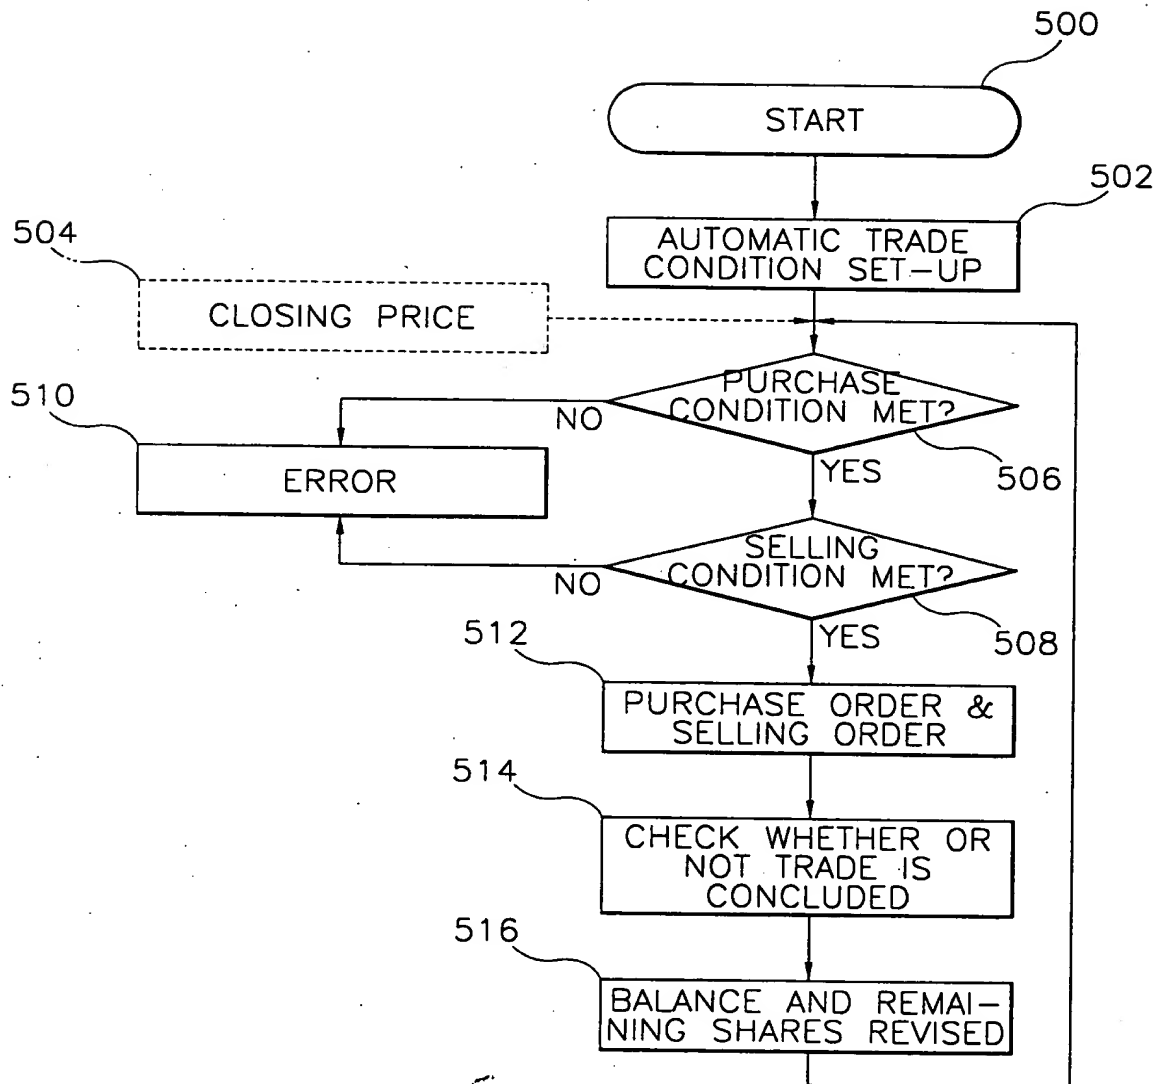 500
START
502
AUTOMATIC TRADE
CONDITION SET-UP
504
CLOSING PRICE
PURCHASE
CONDITION MET?
506
NO
YES
510
ERROR
SELLING
CONDITION MET?
508
NO
YES
512
PURCHASE ORDER &
SELLING ORDER
514
CHECK WHETHER OR
NOT TRADE IS
CONCLUDED
516
BALANCE AND REMAI-
NING SHARES REVISED